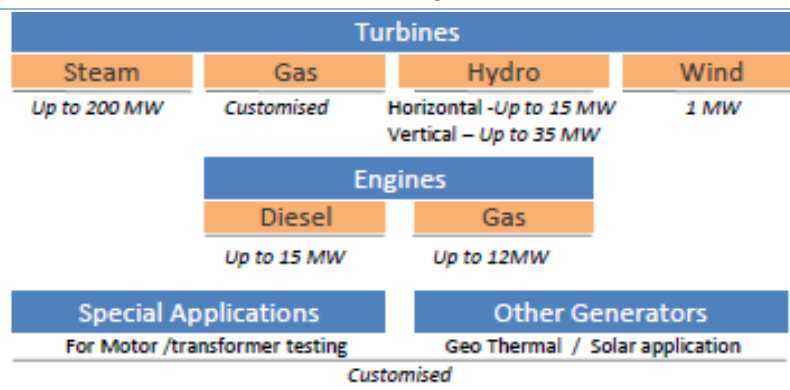 Turbines
Steam Gas Hydro Wind
Up to 200 MW Customised Horizontal -Up to 15 MW 1 MW
Vertical – Up to 35 MW
Engines
Diesel Gas
Up to 15 MW Up to 12MW
Special Applications Other Generators
For Motor /transformer testing Geo Thermal / Solar application
Customised